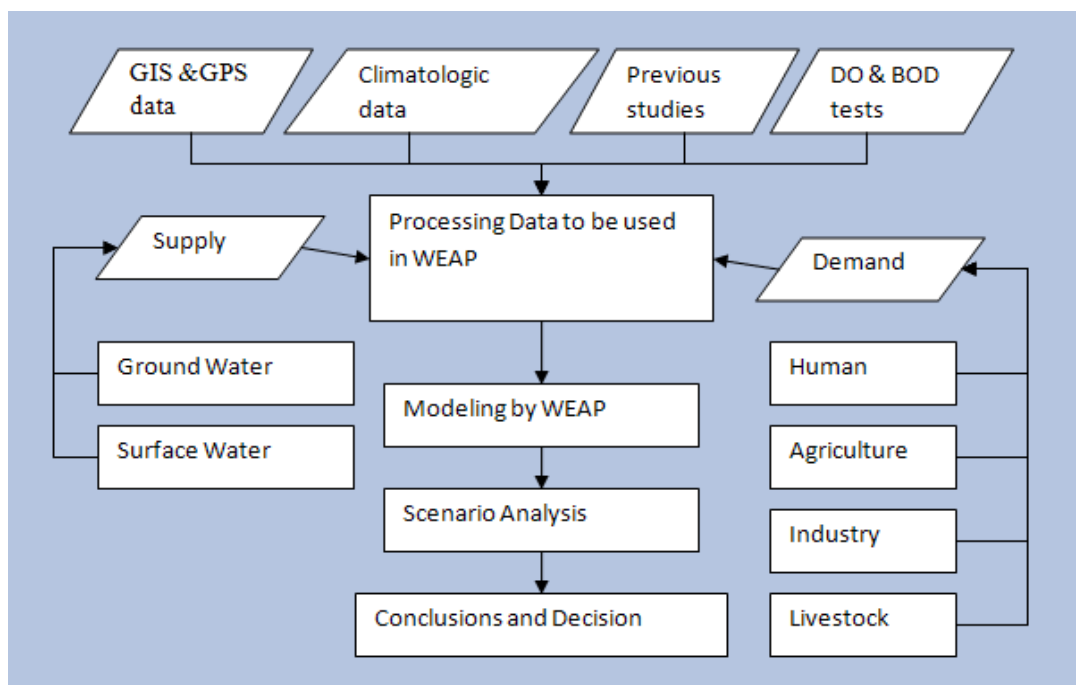 GIS &GPS
data
Climatologic
data
Previous
studies
DO & BOD
tests
Supply
Processing Data to be used
in WEAP
Demand
Ground Water
Surface Water
Modeling by WEAP
Scenario Analysis
Conclusions and Decision
Human
Agriculture
Industry
Livestock